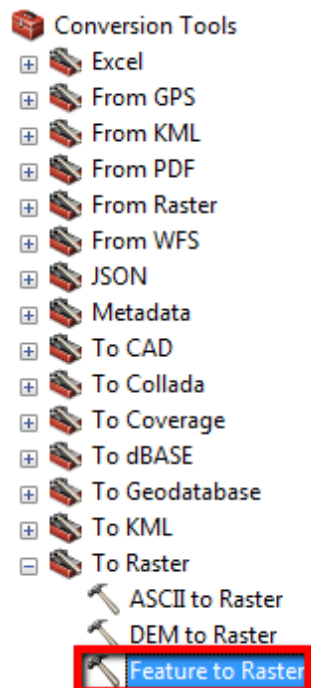 Conversion Tools
Excel
From GPS
From KML
From PDF
From Raster
From WFS
JSON
Metadata
To CAD
To Collada
To Coverage
To dBASE
To Geodatabase
To KML
To Raster
ASCII to Raster
DEM to Raster
Feature to Raster